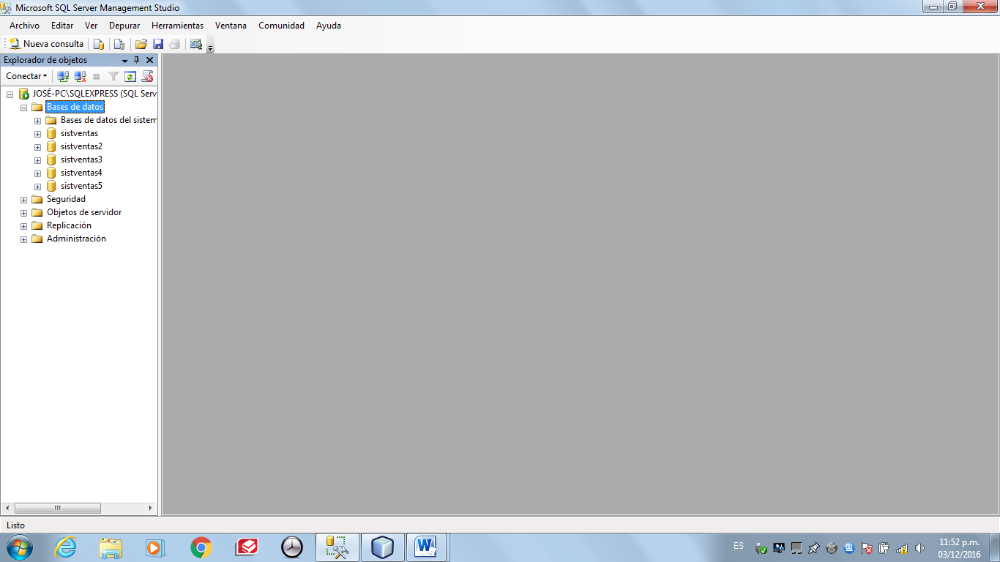 Microsoft SQL Server Management Studio
Archivo Editar Ver Depurar Herramientas Ventana Comunidad Ayuda
Nueva consulta
Explorador de objetos
Conectar
JOSÉ-PC\SQLEXPRESS (SQL Serv
Bases de datos
Bases de datos del sistem
sistventas
sistventas2
sistventas3
sistventas4
sistventas5
Seguridad
Objetos de servidor
Replicación
Administración
Listo
ES
11:52 p.m.
03/12/2016